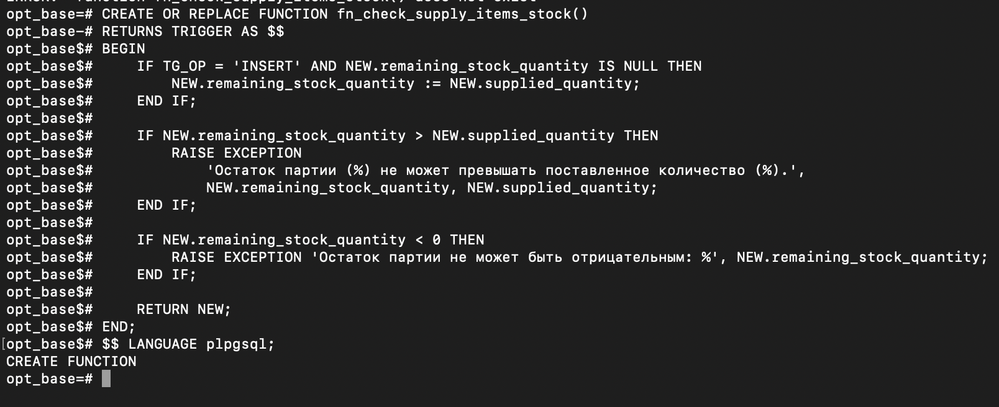 opt_base=# CREATE OR REPLACE FUNCTION fn_check_supply_items_stock()
opt_base-# RETURNS TRIGGER AS $$
opt_base$# BEGIN
opt_base$#     IF TG_OP = 'INSERT' AND NEW.remaining_stock_quantity IS NULL THEN
opt_base$#         NEW.remaining_stock_quantity := NEW.supplied_quantity;
opt_base$#     END IF;
opt_base$#
opt_base$#     IF NEW.remaining_stock_quantity > NEW.supplied_quantity THEN
opt_base$#         RAISE EXCEPTION
opt_base$#             'Остаток партии (%) не может превышать поставленное количество (%).',
opt_base$#             NEW.remaining_stock_quantity, NEW.supplied_quantity;
opt_base$#     END IF;
opt_base$#
opt_base$#     IF NEW.remaining_stock_quantity < 0 THEN
opt_base$#         RAISE EXCEPTION 'Остаток партии не может быть отрицательным: %', NEW.remaining_stock_quantity;
opt_base$#     END IF;
opt_base$#
opt_base$#     RETURN NEW;
opt_base$# END;
[opt_base$# $$ LANGUAGE plpgsql;
CREATE FUNCTION
opt_base=#